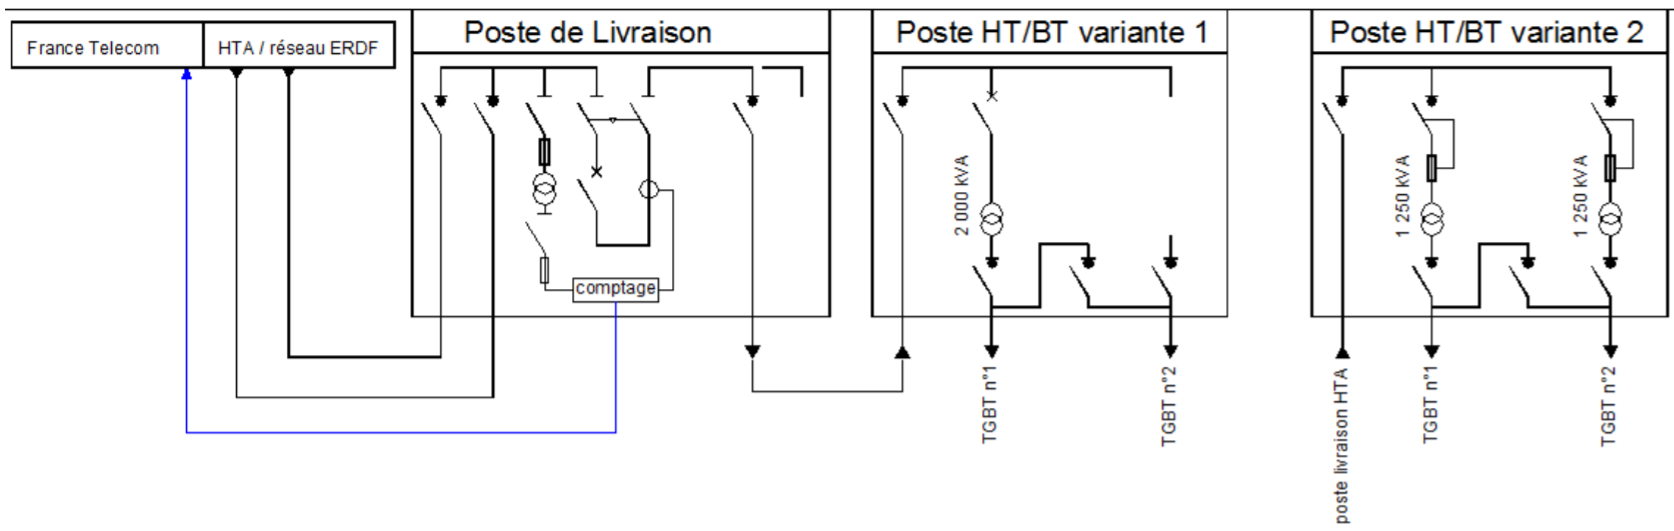 Poste de Livraison
Poste HT/BT variante 1
Poste HT/BT variante 2
France Telecom
HTA / réseau ERDF
2 000 kVA
1 250 kVA
1 250 kVA
comptage
TGBT n°1
TGBT n°2
poste livraison HTA
TGBT n°1
TGBT n°2